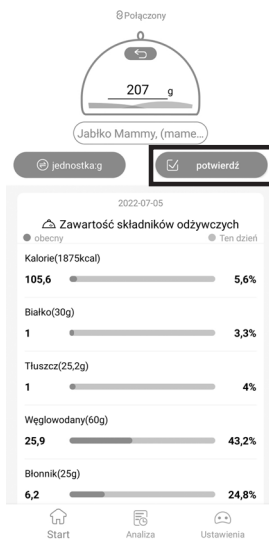 Połączony
207 g
Jabłko Mammy, (mame...)
jednostka:g
potwierdź
2022-07-05
Zawartość składników odżywczych
obecny
Ten dzień
Kalorie(1875kcal)
105,6 5,6%
Białko(30g)
1 3,3%
Tłuszcz(25,2g)
1 4%
Węglowodany(60g)
25,9 43,2%
Błonnik(25g)
6,2 24,8%
Start Analiza Ustawienia